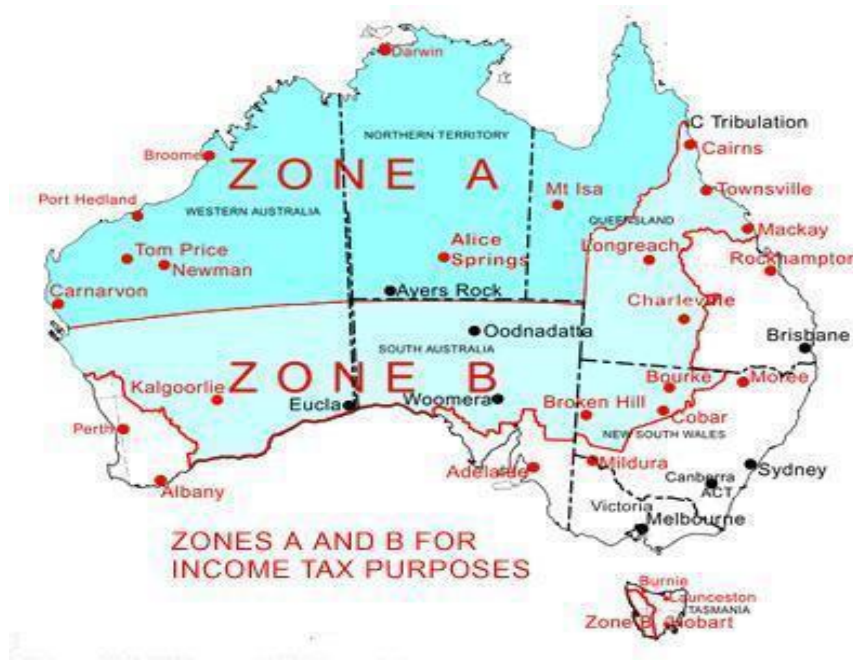 Darwin
C Tribulation
NORTHERN TERRITORY
Cairns
Broome
ZONE A
Mt Isa
Townsville
Port Hedland
WESTERN AUSTRALIA
QUEENSLAND
Mackay
Tom Price
Newman
Alice
Springs
Longreach
Rockhampton
Carnarvon
Ayers Rock
Charleville
Oodnadatta
Brisbane
SOUTH AUSTRALIA
Kalgoorlie
ZONE B
Bourke
Moree
Eucla
Woomera
Broken Hill
Cobar
Perth
NEW SOUTH WALES
Adelaide
Mildura
Sydney
Albany
Canberra
ACT
Victoria
Melbourne
ZONES A AND B FOR
INCOME TAX PURPOSES
Burnie
Launceston
TASMANIA
Zone B
Hobart